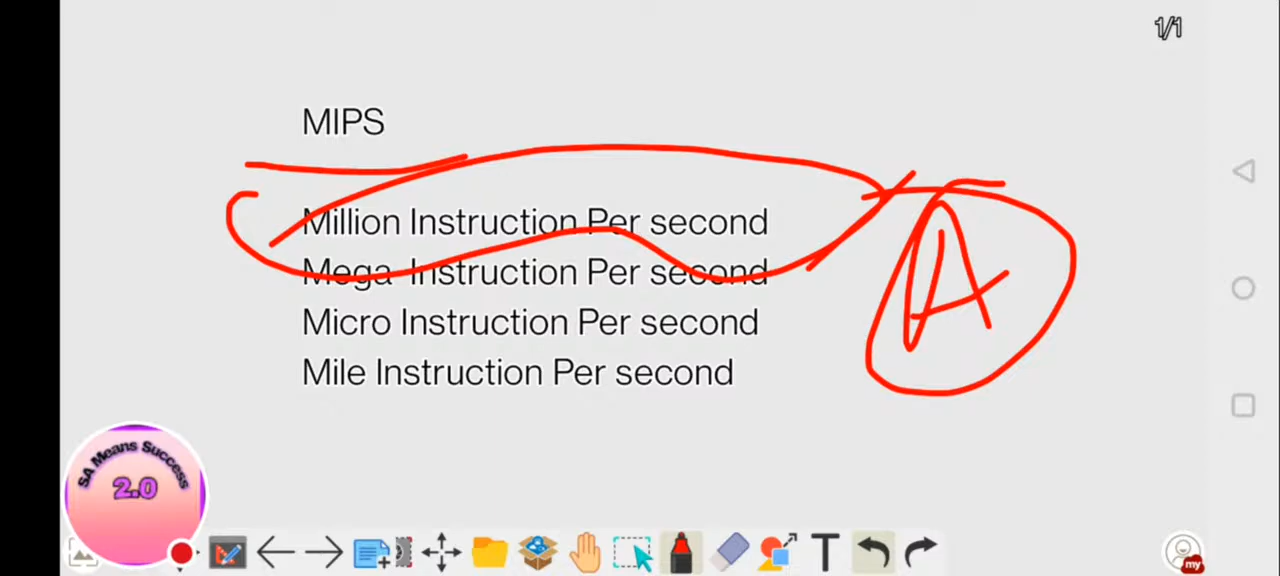 1/1
MIPS
Million Instruction Per second
Mega Instruction Per second
Micro Instruction Per second
Mile Instruction Per second
A
SA Means Success
2.0
T
my